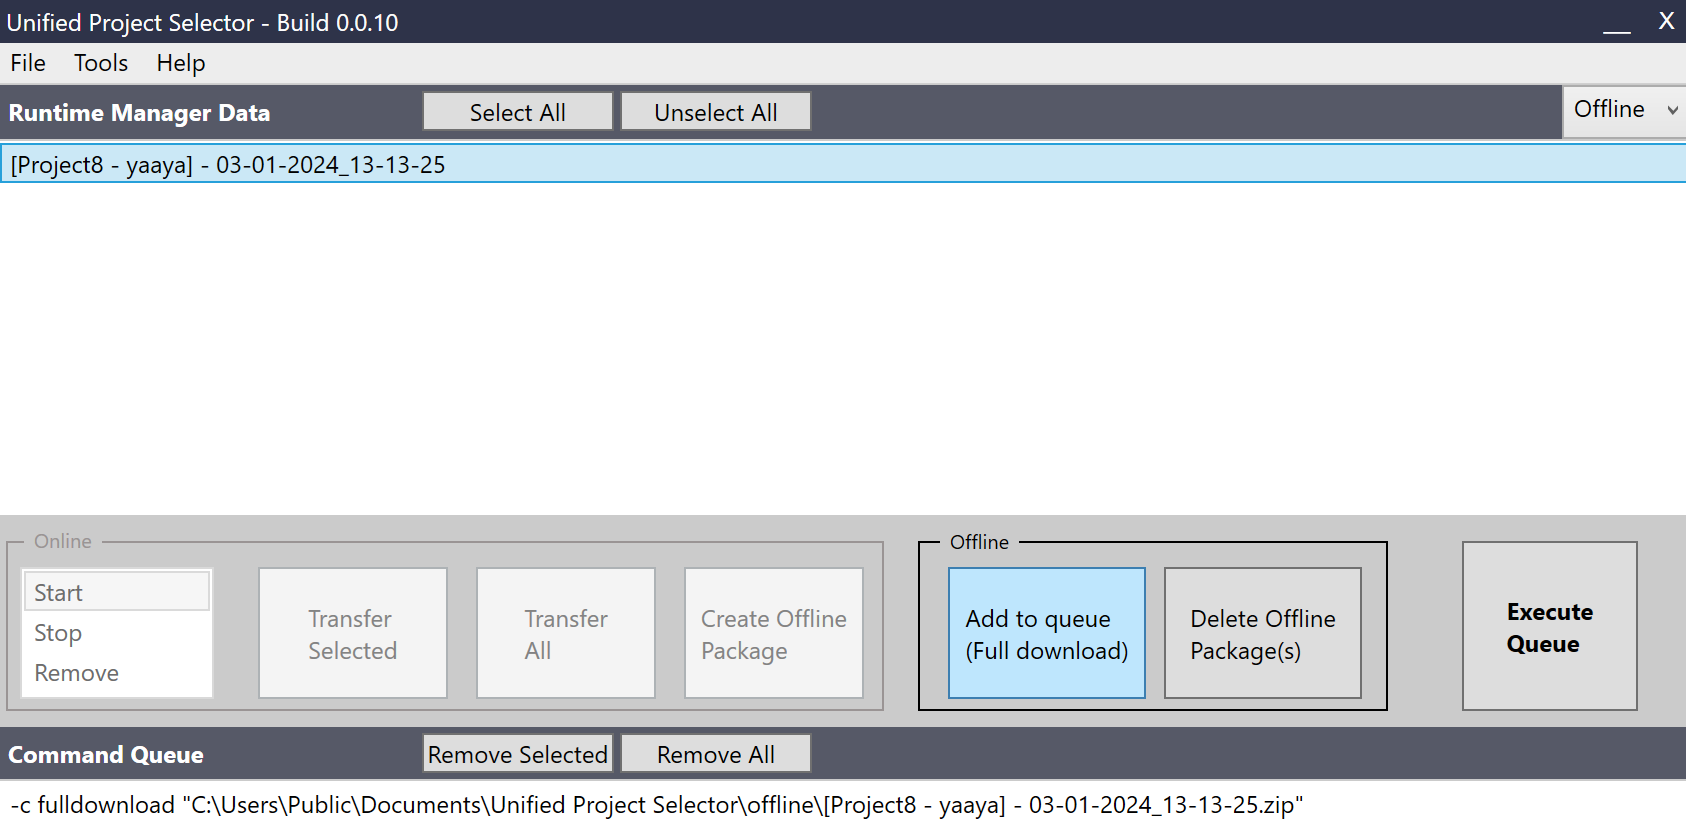 Unified Project Selector - Build 0.0.10
__ X
File Tools Help
Runtime Manager Data Select All Unselect All Offline
[Project8 - yaaya] - 03-01-2024_13-13-25
Online
Start
Stop
Remove
Transfer
Selected
Transfer
All
Create Offline
Package
Offline
Add to queue
(Full download)
Delete Offline
Package(s)
Execute
Queue
Command Queue Remove Selected Remove All
-c fulldownload "C:\Users\Public\Documents\Unified Project Selector\offline\[Project8 - yaaya] - 03-01-2024_13-13-25.zip"